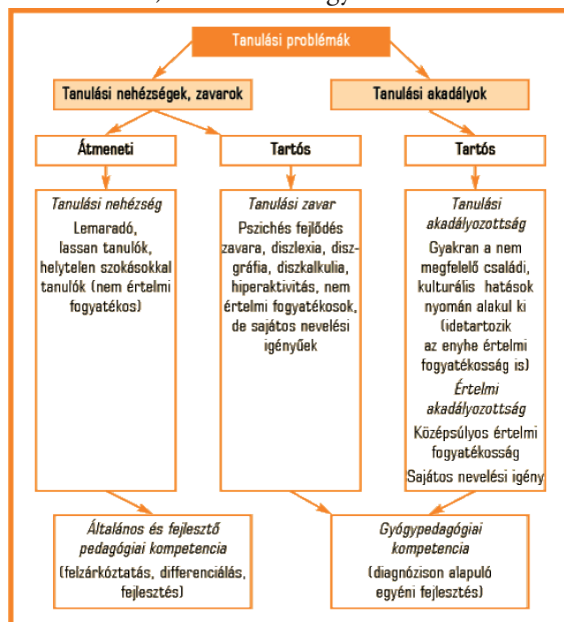 Tanulási problémák
Tanulási nehézségek, zavarok
Tanulási akadályok
Átmeneti
Tartós
Tartós
Tanulási nehézség
Lemaradó,
lassan tanulók,
helytelen szokásokkal
tanulók (nem értelmi
fogyatékos)
Tanulási zavar
Pszichés fejlődés
zavara, diszlexia, disz-
gráfia, diszkalkulia,
hiperaktivitás, nem
értelmi fogyatékosok,
de sajátos nevelési
igényűek
Tanulási
akadályozottság
Gyakran a nem
megfelelő családi,
kulturális hatások
nyomán alakul ki
(idetartozik
az enyhe értelmi
fogyatékosság is)
Értelmi
akadályozottság
Középsúlyos értelmi
fogyatékosság
Sajátos nevelési igény
Általános és fejlesztő
pedagógiai kompetencia
(felzárkóztatás, differenciálás,
fejlesztés)
Gyógypedagógiai
kompetencia
(diagnózison alapuló
egyéni fejlesztés)